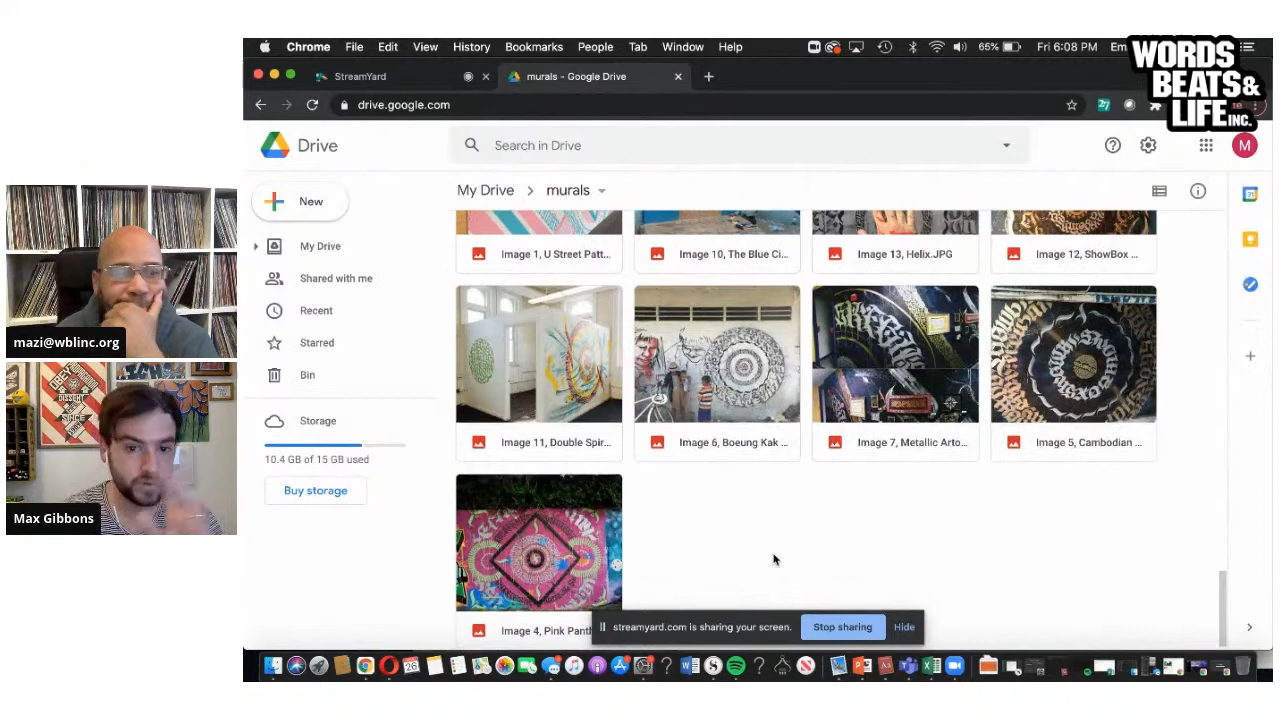 Chrome File Edit View History Bookmarks People Tab Window Help 65% Fri 6:08 PM Em
WORDS
BEATS &
LIFE INC.
StreamYard
murals - Google Drive
drive.google.com
Drive
Search in Drive
M
New
My Drive
murals
My Drive
Shared with me
Recent
Starred
Bin
Storage
10.4 GB of 15 GB used
Buy storage
Image 1, U Street Patt...
Image 10, The Blue Ci...
Image 13, Helix.JPG
Image 12, ShowBox ...
Image 11, Double Spir...
Image 6, Boeung Kak ...
Image 7, Metallic Arto...
Image 5, Cambodian ...
Image 4, Pink Panth
streamyard.com is sharing your screen.
Stop sharing
Hide
mazi@wblinc.org
OBEY
DISSENT
Max Gibbons
26